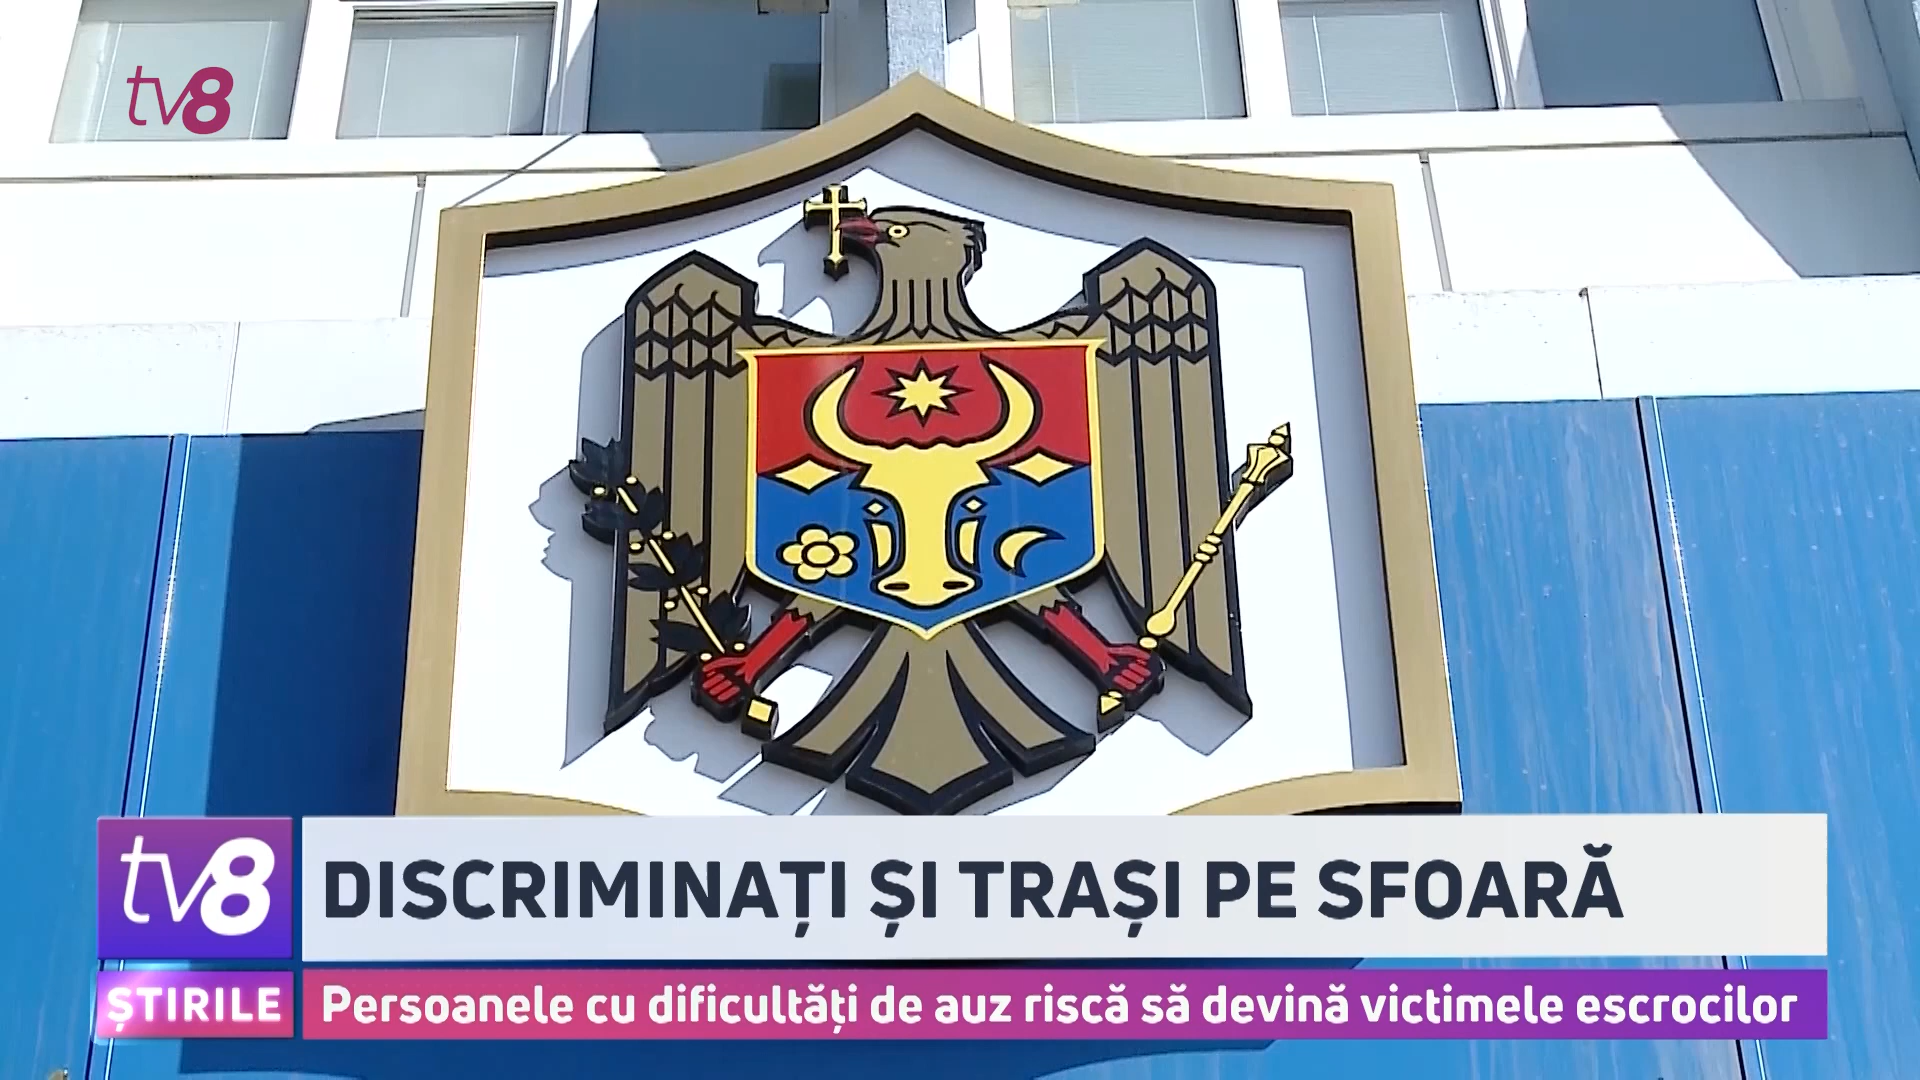 tv8
tv8
DISCRIMINAȚI ȘI TRAȘI PE SFOARĂ
ȘTIRILE
Persoanele cu dificultăți de auz riscă să devină victimele escrocilor